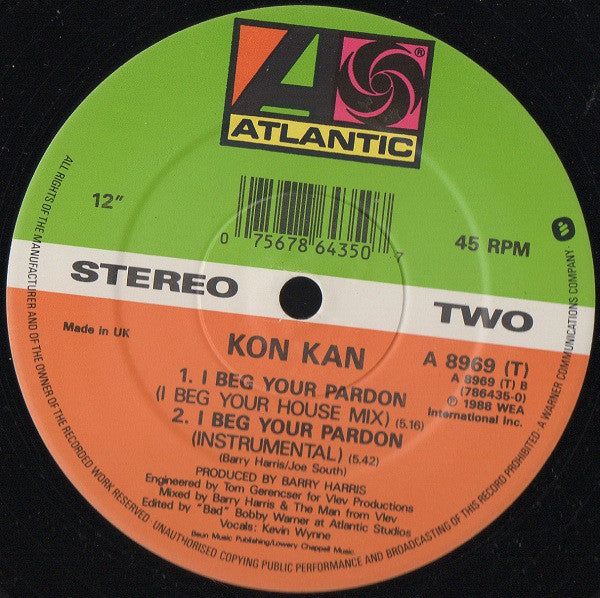 ATLANTIC
®
12"
0 75678 64350 7
45 RPM
STEREO
TWO
Made in UK
KON KAN
1. I BEG YOUR PARDON
(I BEG YOUR HOUSE MIX) (5.16)
2. I BEG YOUR PARDON
(INSTRUMENTAL) (5.42)
(Barry Harris/Joe South)
A 8969 (T)
A 8969 (T) B
(786435-0)
℗ 1988 WEA
International Inc.
PRODUCED BY BARRY HARRIS
Engineered by Tom Gerencser for Vlev Productions
Mixed by Barry Harris & The Man from Vlev
Edited by "Bad" Bobby Warner at Atlantic Studios
Vocals: Kevin Wynne
Beun Music Publishing/Lowery Chappell Music.
ALL RIGHTS OF THE MANUFACTURER AND OF THE OWNER OF THE RECORDED WORK RESERVED. UNAUTHORISED COPYING PUBLIC PERFORMANCE AND BROADCASTING OF THIS RECORD PROHIBITED. A WARNER COMMUNICATIONS COMPANY